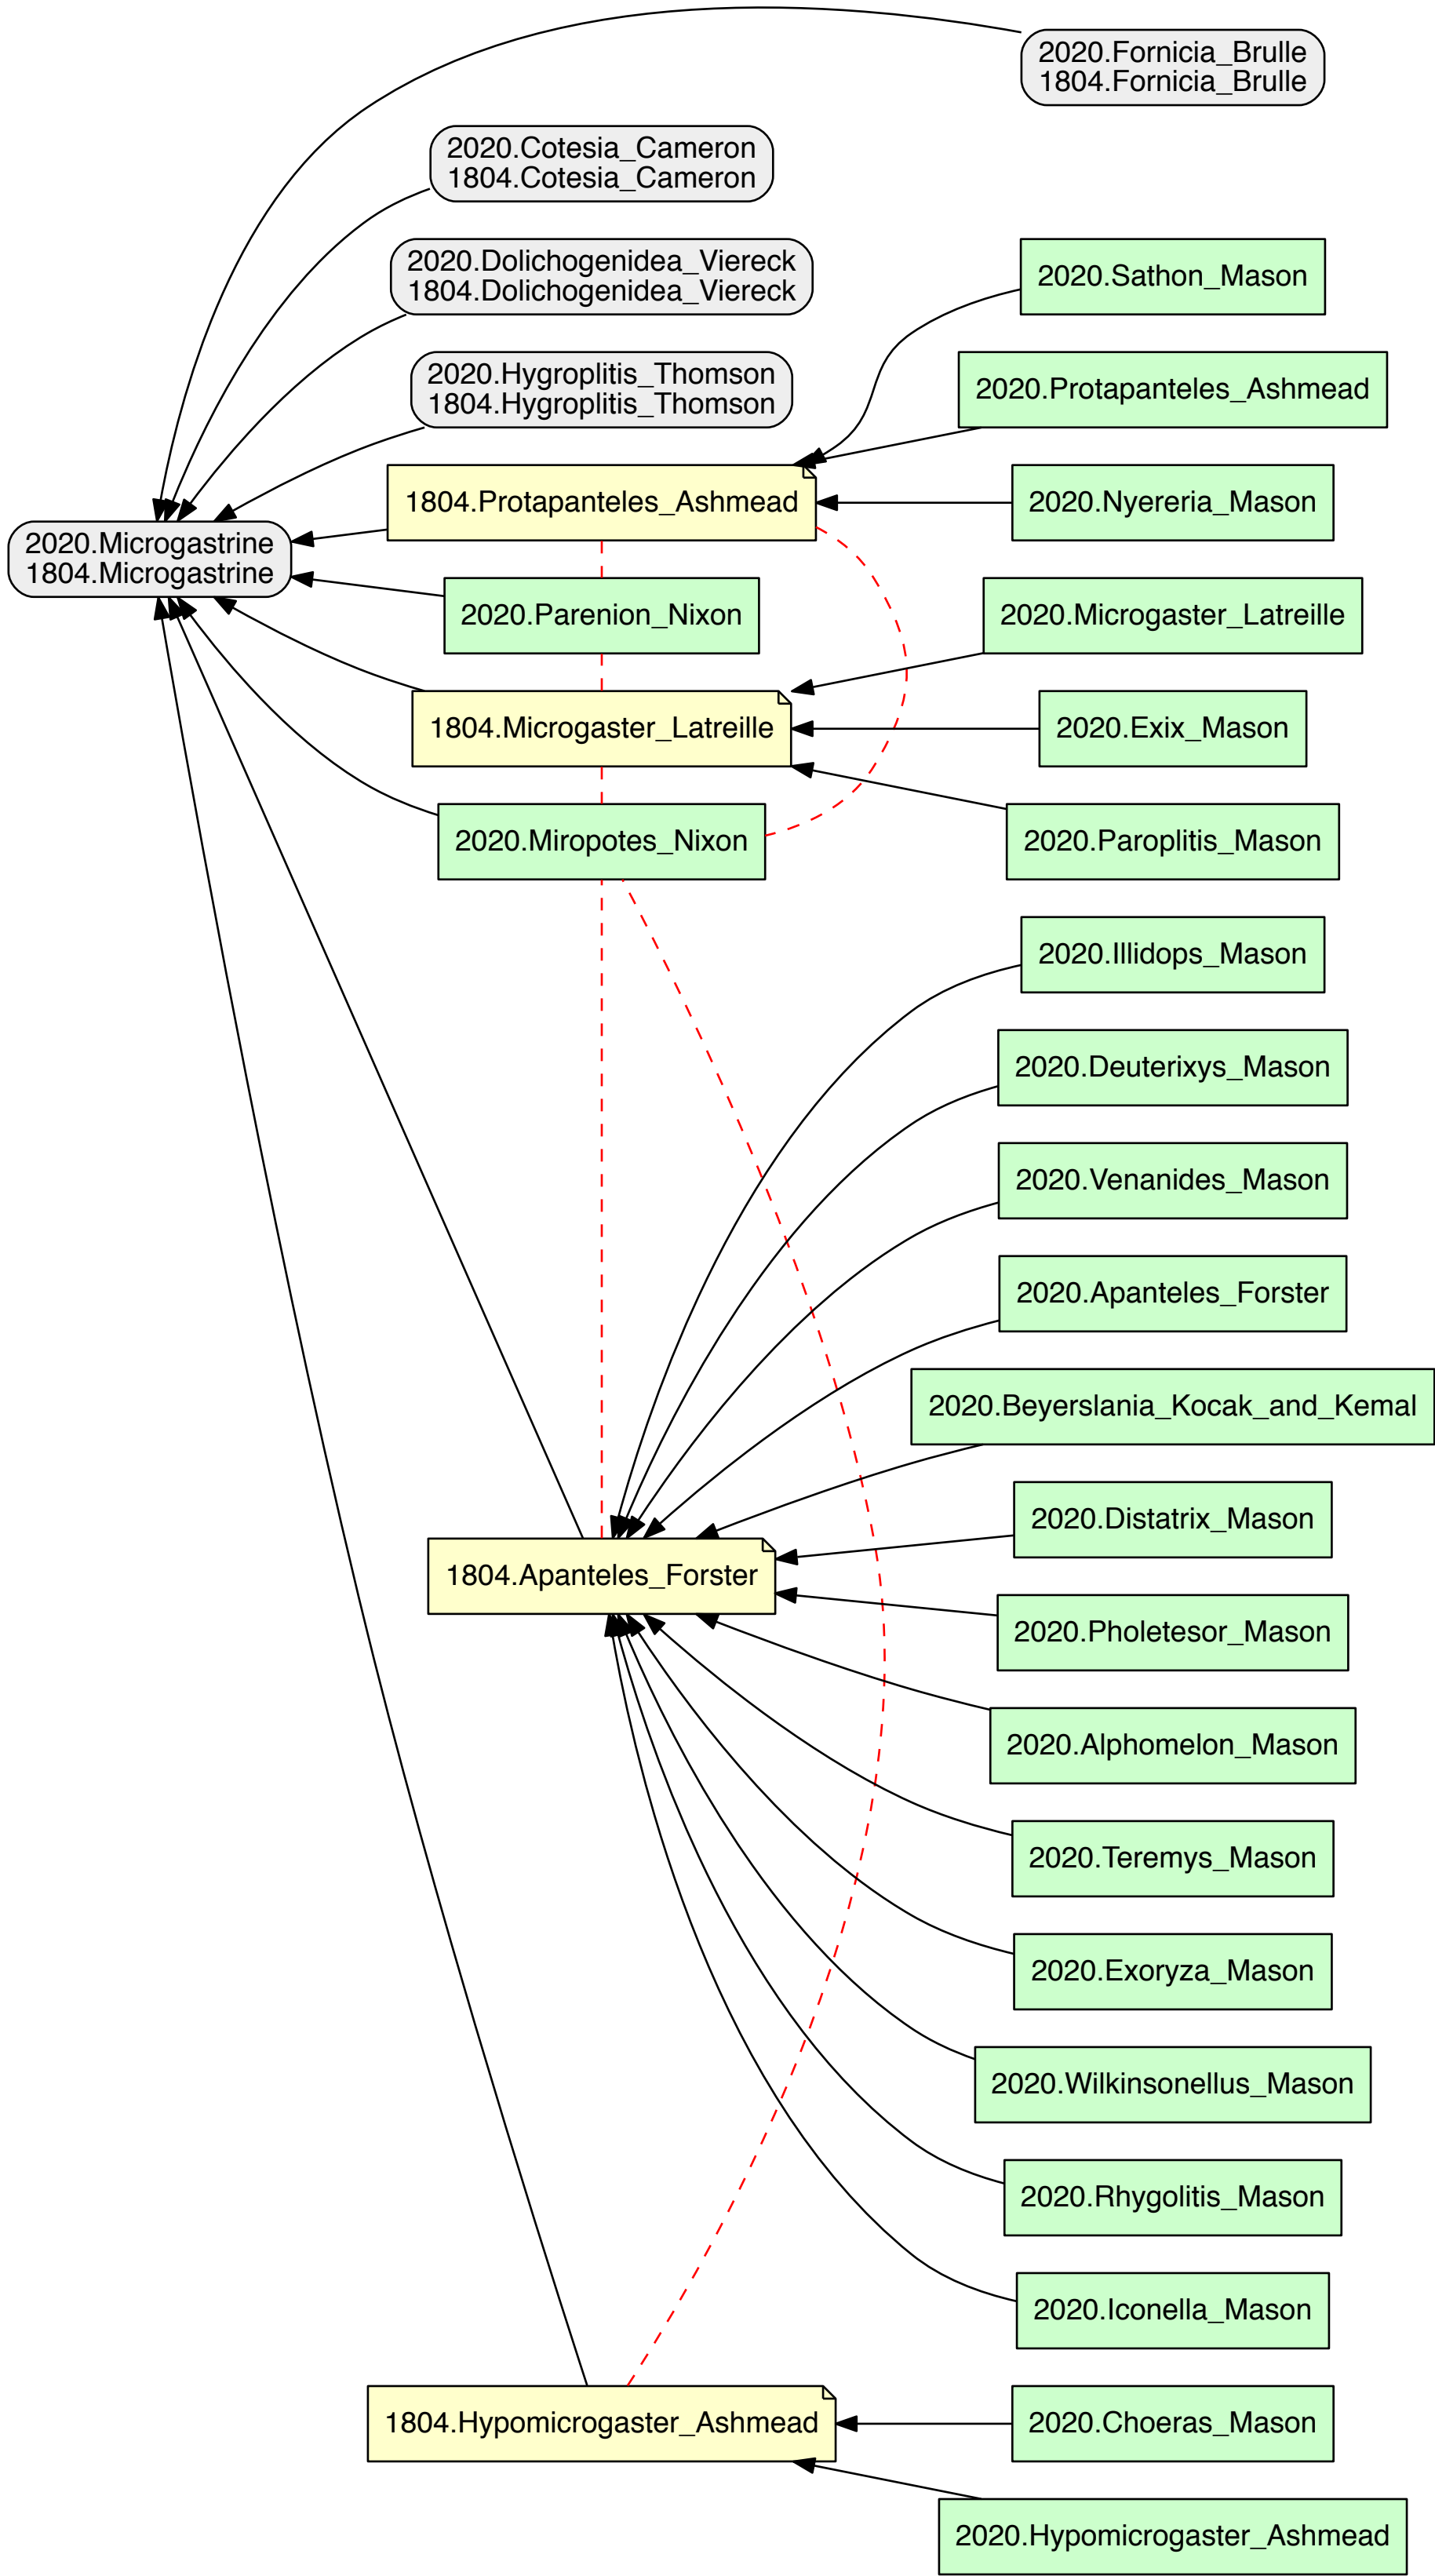 2020.Fornicia_Brulle
1804.Fornicia_Brulle
2020.Cotesia_Cameron
1804.Cotesia_Cameron
2020.Dolichogenidea_Viereck
1804.Dolichogenidea_Viereck
2020.Sathon_Mason
2020.Hygroplitis_Thomson
1804.Hygroplitis_Thomson
2020.Protapanteles_Ashmead
1804.Protapanteles_Ashmead
2020.Nyereria_Mason
2020.Microgastrine
1804.Microgastrine
2020.Parenion_Nixon
2020.Microgaster_Latreille
1804.Microgaster_Latreille
2020.Exix_Mason
2020.Miropotes_Nixon
2020.Paroplitis_Mason
2020.Illidops_Mason
2020.Deuterixys_Mason
2020.Venanides_Mason
2020.Apanteles_Forster
2020.Beyerslania_Kocak_and_Kemal
2020.Distatrix_Mason
1804.Apanteles_Forster
2020.Pholetesor_Mason
2020.Alphomelon_Mason
2020.Teremys_Mason
2020.Exoryza_Mason
2020.Wilkinsonellus_Mason
2020.Rhygolitis_Mason
2020.Iconella_Mason
1804.Hypomicrogaster_Ashmead
2020.Choeras_Mason
2020.Hypomicrogaster_Ashmead